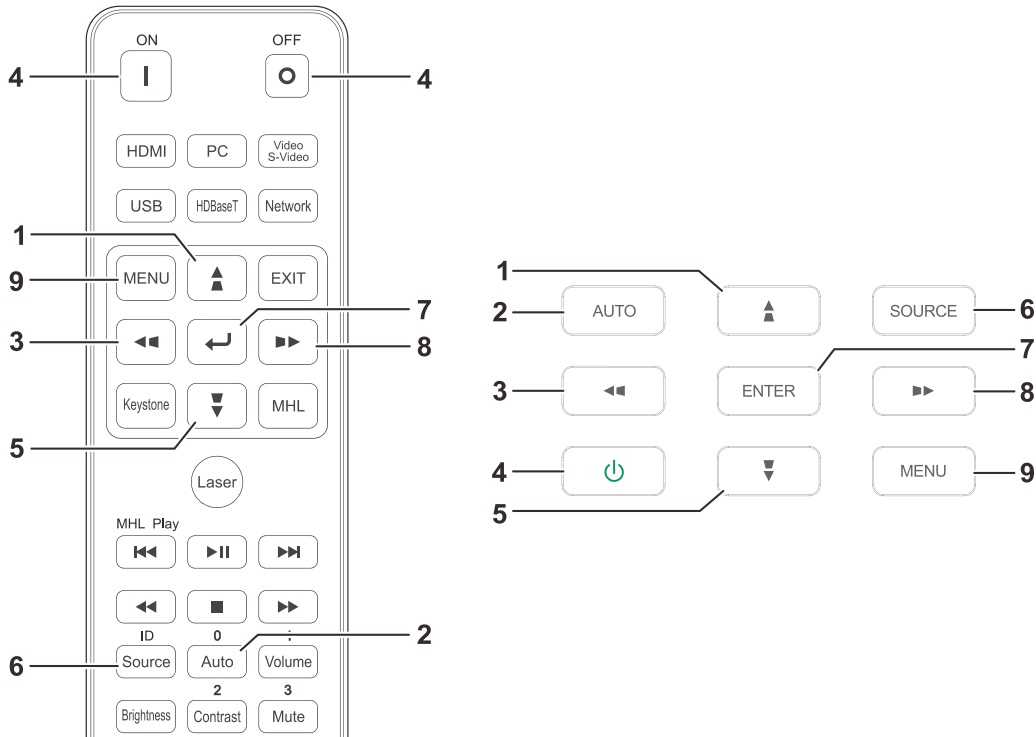 ON OFF
4 4
HDMI PC Video S-Video
USB HDBaseT Network
1
9 MENU EXIT
7
3 8
Keystone MHL
5
Laser
MHL Play
ID 0
2
6 Source Auto Volume
2 3
Brightness Contrast Mute
1
2 AUTO SOURCE 6
7
3 ENTER 8
4 MENU 9
5